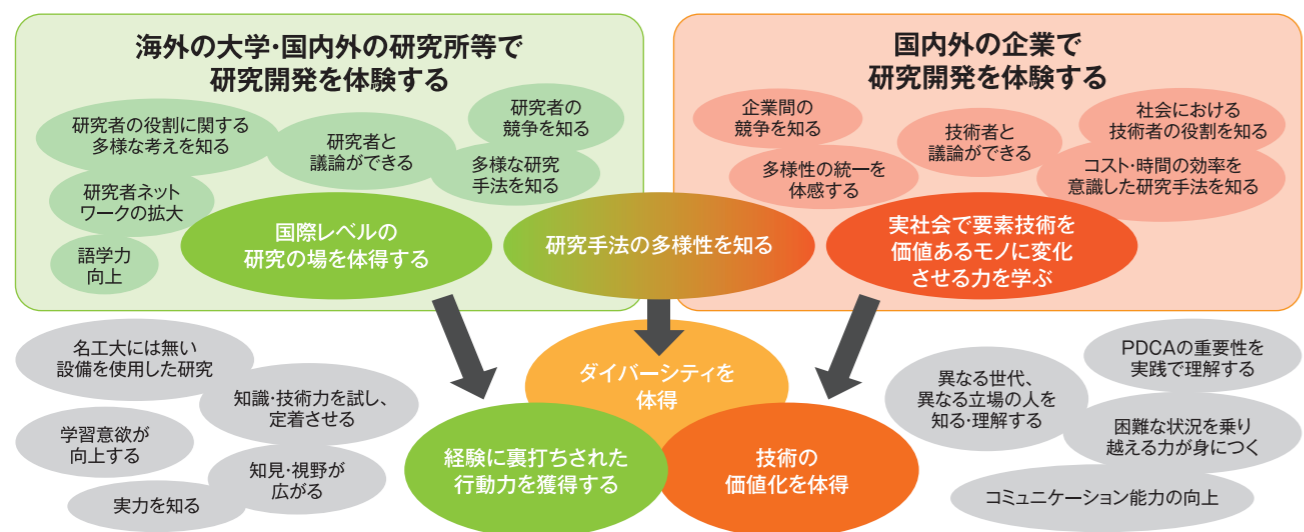 海外の大学・国内外の研究所等で
研究開発を体験する
研究者の役割に関する
多様な考えを知る
研究者と
議論ができる
研究者の
競争を知る
多様な研究
手法を知る
研究者ネット
ワークの拡大
語学力
向上
国際レベルの
研究の場を体得する
研究手法の多様性を知る
国内外の企業で
研究開発を体験する
企業間の
競争を知る
多様性の統一を
体感する
技術者と
議論ができる
社会における
技術者の役割を知る
コスト・時間の効率を
意識した研究手法を知る
実社会で要素技術を
価値あるモノに変化
させる力を学ぶ
名工大には無い
設備を使用した研究
知識・技術力を試し、
定着させる
学習意欲が
向上する
知見・視野が
広がる
実力を知る
ダイバーシティを
体得
経験に裏打ちされた
行動力を獲得する
技術の
価値化を体得
異なる世代、
異なる立場の人を
知る・理解する
PDCAの重要性を
実践で理解する
困難な状況を乗り
越える力が身につく
コミュニケーション能力の向上